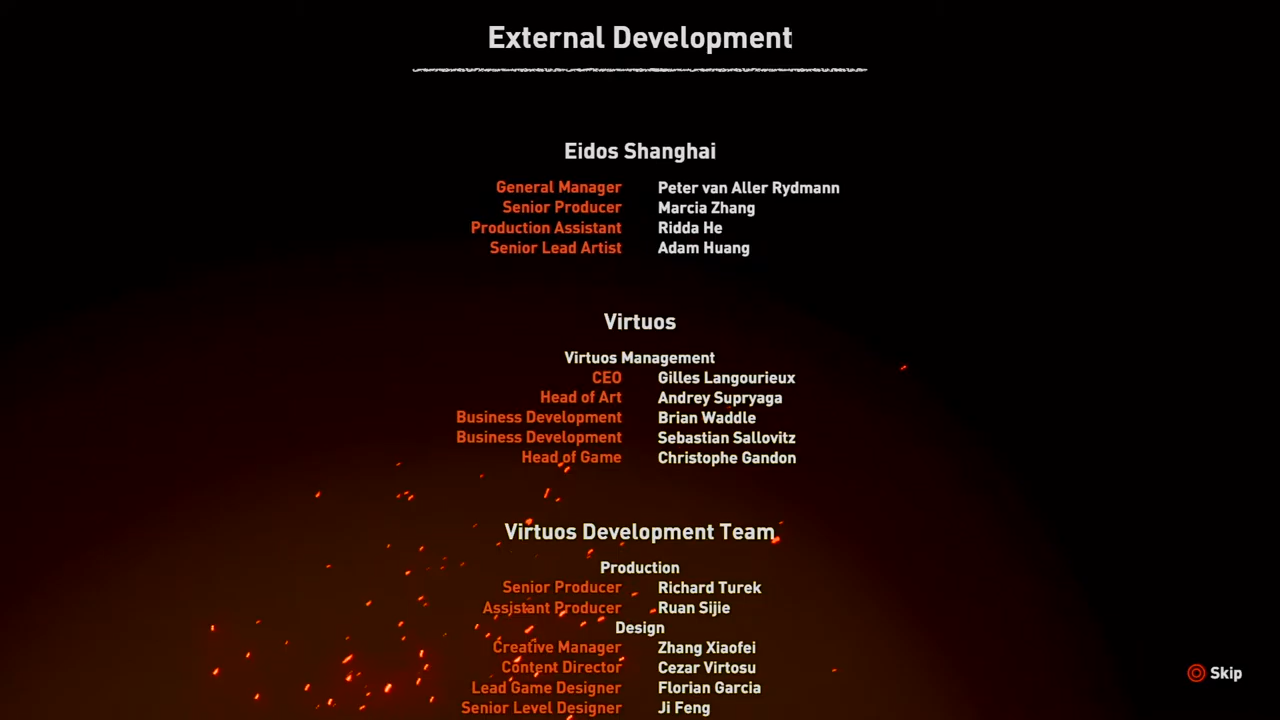 External Development
Eidos Shanghai
General Manager Peter van Aller Rydmann
Senior Producer Marcia Zhang
Production Assistant Ridda He
Senior Lead Artist Adam Huang
Virtuos
Virtuos Management
CEO Gilles Langourieux
Head of Art Andrey Supryaga
Business Development Brian Waddle
Business Development Sebastian Sallovitz
Head of Game Christophe Gandon
Virtuos Development Team
Production
Senior Producer Richard Turek
Assistant Producer Ruan Sijie
Design
Creative Manager Zhang Xiaofei
Content Director Cezar Virtosu
Skip
Lead Game Designer Florian Garcia
Senior Level Designer Ji Feng